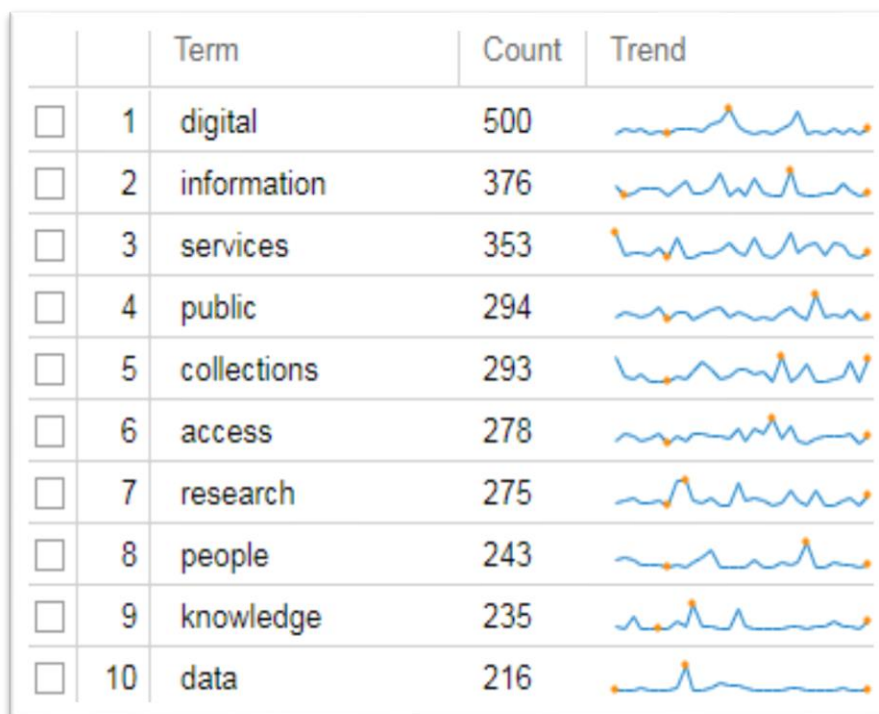 Term Count Trend
1 digital 500
2 information 376
3 services 353
4 public 294
5 collections 293
6 access 278
7 research 275
8 people 243
9 knowledge 235
10 data 216